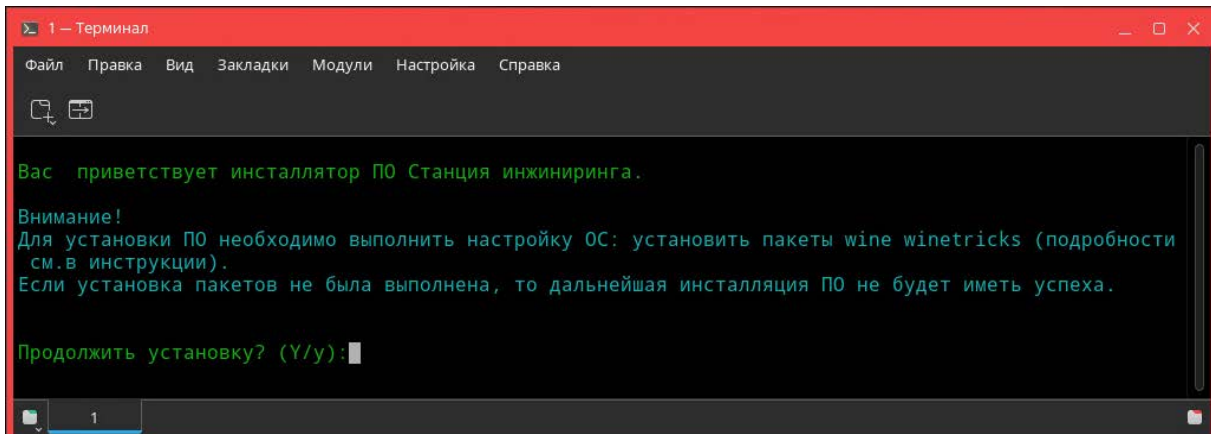 1 — Терминал
Файл Правка Вид Закладки Модули Настройка Справка
Вас  приветствует инсталлятор ПО Станция инжиниринга.
Внимание!
Для установки ПО необходимо выполнить настройку ОС: установить пакеты wine winetricks (подробности
см.в инструкции).
Если установка пакетов не была выполнена, то дальнейшая инсталляция ПО не будет иметь успеха.
Продолжить установку? (Y/y):
1